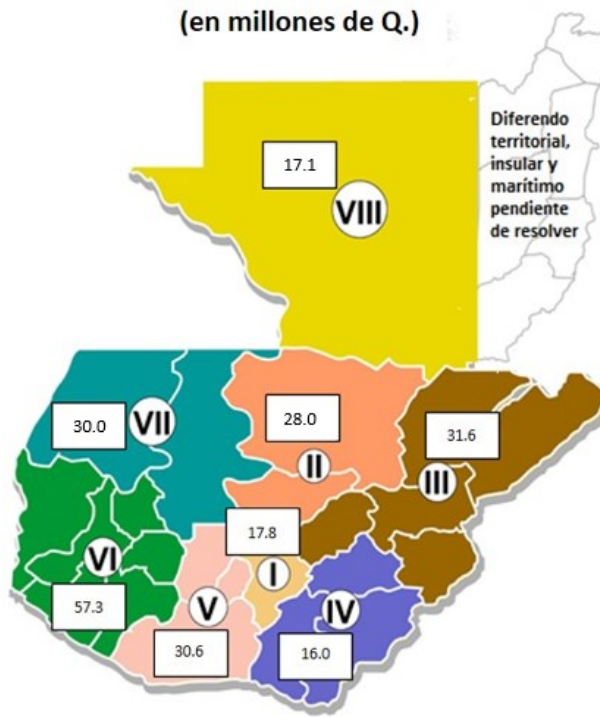 (en millones de Q.)
Diferendo
territorial,
insular y
marítimo
pendiente
de resolver
17.1
VIII
30.0
VII
28.0
II
31.6
III
17.8
I
VI
57.3
V
30.6
IV
16.0